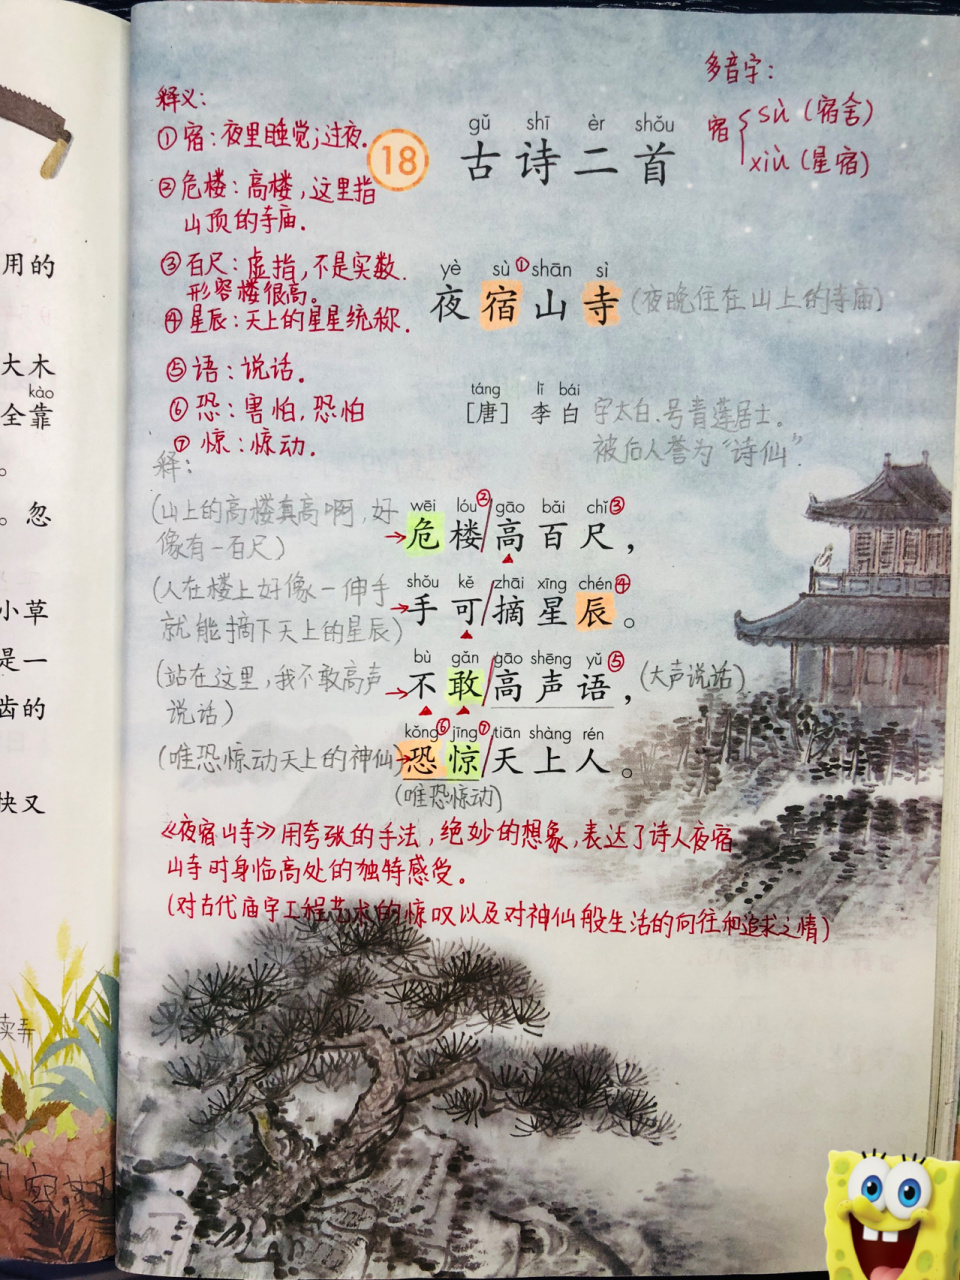 用的
大木
kào
全靠
。
。忽
小草
是一
齿的
快又
卖弄
多音字：
宿 sù（宿舍）
xiù（星宿）
释义：
①宿：夜里睡觉；过夜.
②危楼：高楼，这里指
山顶的寺庙.
③百尺：虚指，不是实数.
形容楼很高。
④星辰：天上的星星统称.
⑤语：说话.
⑥恐：害怕，恐怕
⑦惊：惊动.
18
gǔ shī èr shǒu
古诗二首
yè sù① shān sì
夜宿山寺（夜晚住在山上的寺庙）
táng lǐ bái
［唐］ 李白 字太白、号青莲居士。
被后人誉为“诗仙”.
释：
（山上的高楼真高啊，好
像有一百尺）
wēi lóu② gāo bǎi chǐ③
→危楼/高百尺，
（人在楼上好像一伸手
就能摘下天上的星辰）
shǒu kě zhāi xīng chén④
→手可/摘星辰。
（站在这里，我不敢高声
说话）
bù gǎn gāo shēng yǔ⑤
→不敢/高声语，（大声说话）
（唯恐惊动天上的神仙）
kǒng⑥ jīng⑦ tiān shàng rén
→恐惊/天上人。
（唯恐惊动）
《夜宿山寺》用夸张的手法，绝妙的想象，表达了诗人夜宿
山寺时身临高处的独特感受。
（对古代庙宇工程艺术的惊叹以及对神仙般生活的向往和追求之情）